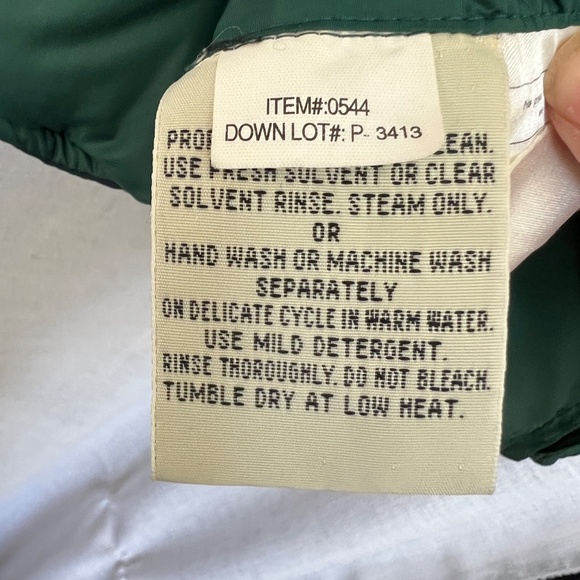 ITEM#:0544
DOWN LOT#: P- 3413
USE FRESH SOLVENT OR CLEAR
SOLVENT RINSE. STEAM ONLY.
OR
HAND WASH OR MACHINE WASH
SEPARATELY
ON DELICATE CYCLE IN WARM WATER.
USE MILD DETERGENT.
RINSE THOROUGHLY. DO NOT BLEACH.
TUMBLE DRY AT LOW HEAT.